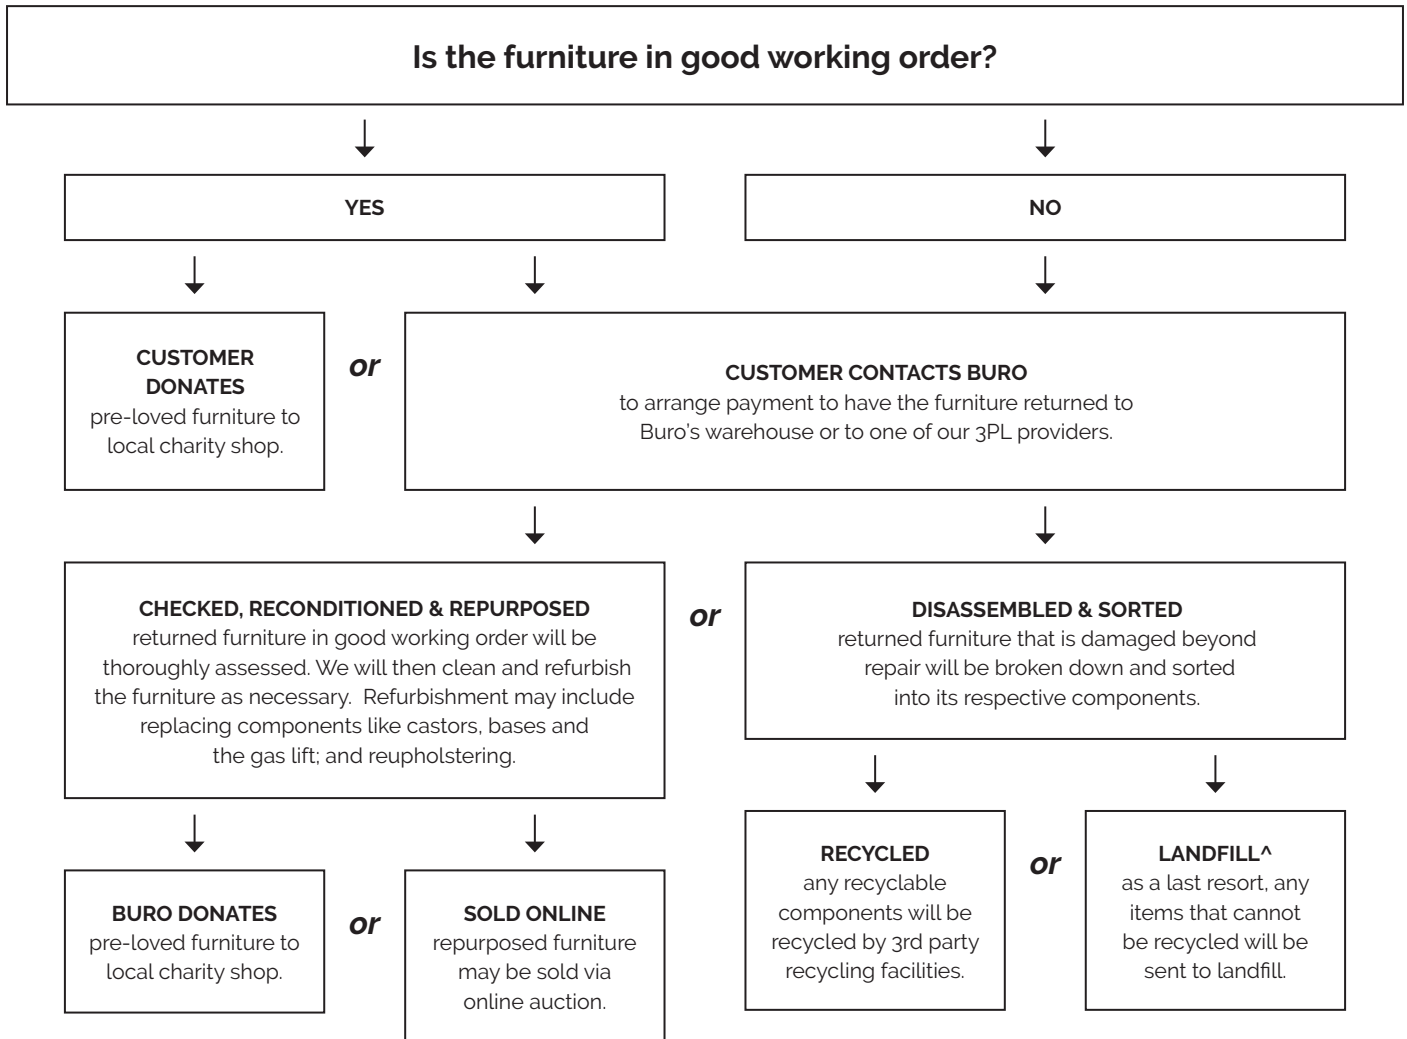 Is the furniture in good working order?
YES
NO
CUSTOMER
DONATES
pre-loved furniture to
local charity shop.
or
CUSTOMER CONTACTS BURO
to arrange payment to have the furniture returned to
Buro's warehouse or to one of our 3PL providers.
CHECKED, RECONDITIONED & REPURPOSED
returned furniture in good working order will be
thoroughly assessed. We will then clean and refurbish
the furniture as necessary.  Refurbishment may include
replacing components like castors, bases and
the gas lift; and reupholstering.
or
DISASSEMBLED & SORTED
returned furniture that is damaged beyond
repair will be broken down and sorted
into its respective components.
BURO DONATES
pre-loved furniture to
local charity shop.
or
SOLD ONLINE
repurposed furniture
may be sold via
online auction.
RECYCLED
any recyclable
components will be
recycled by 3rd party
recycling facilities.
or
LANDFILL^
as a last resort, any
items that cannot
be recycled will be
sent to landfill.